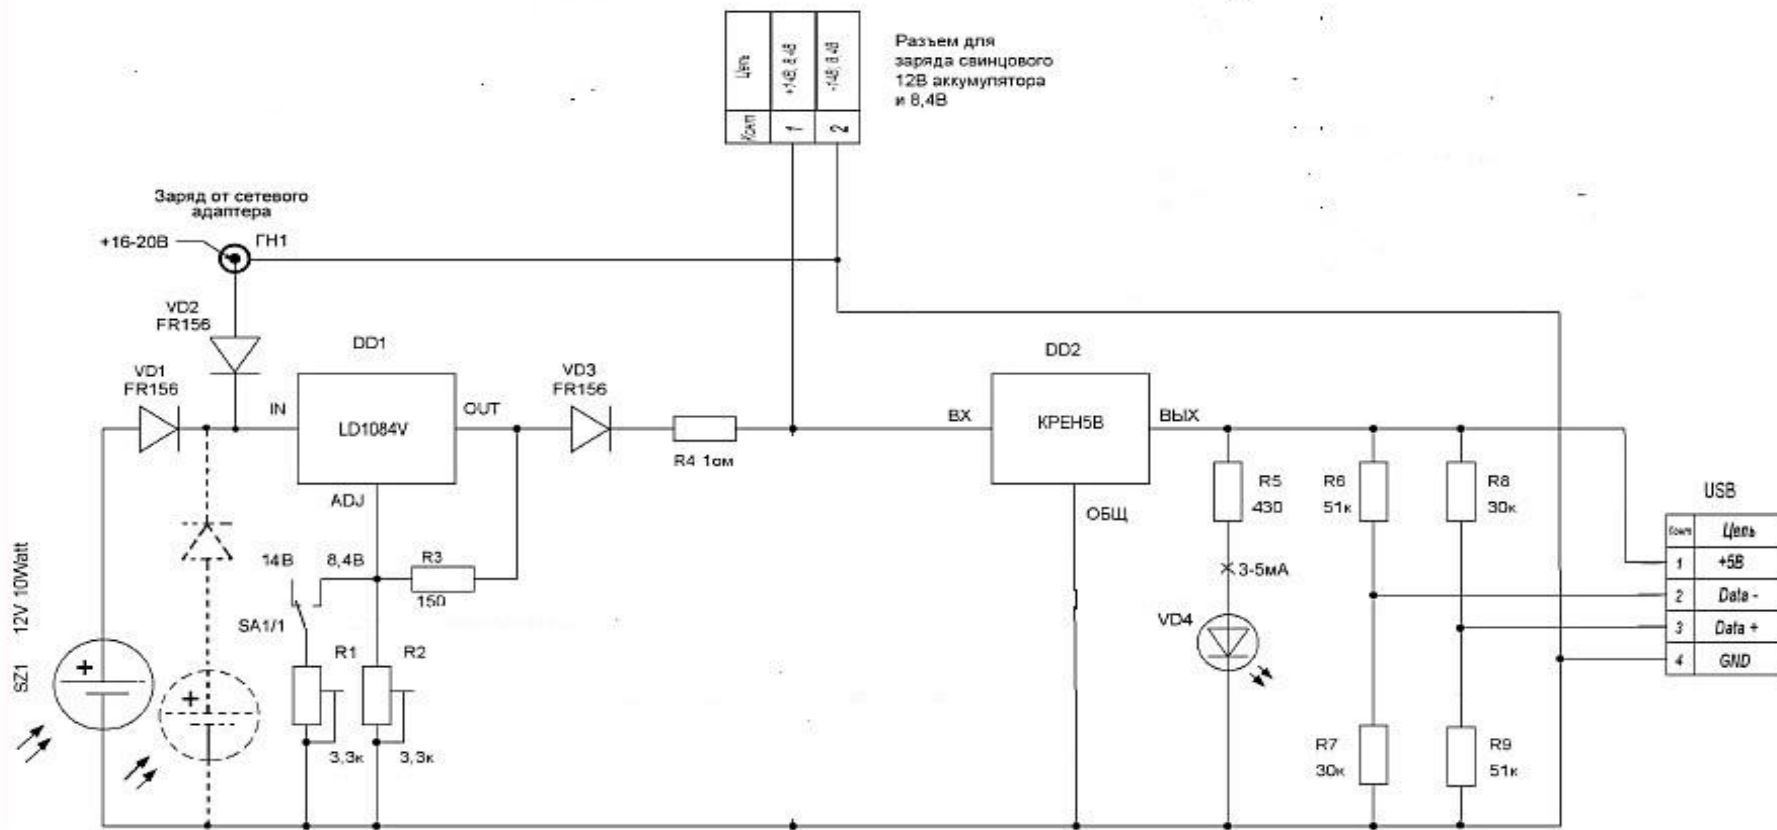 Цепь
+14В, 8,4В
-14В, 8,4В
Конт
1
2
Разъем для
заряда свинцового
12В аккумулятора
и 8,4В
Заряд от сетевого
адаптера
+16-20В
ГН1
VD2
FR156
VD1
FR156
DD1
IN
LD1084V
OUT
ADJ
VD3
FR156
R4 1ом
DD2
ВХ
КРЕН5В
ВЫХ
ОБЩ
14В
8,4В
R3
150
SA1/1
R1
3,3к
R2
3,3к
SZ1 12V 10Watt
+
+
R5
430
3-5мА
VD4
R6
51к
R8
30к
R7
30к
R9
51к
USB
Конт Цепь
1 +5В
2 Data -
3 Data +
4 GND